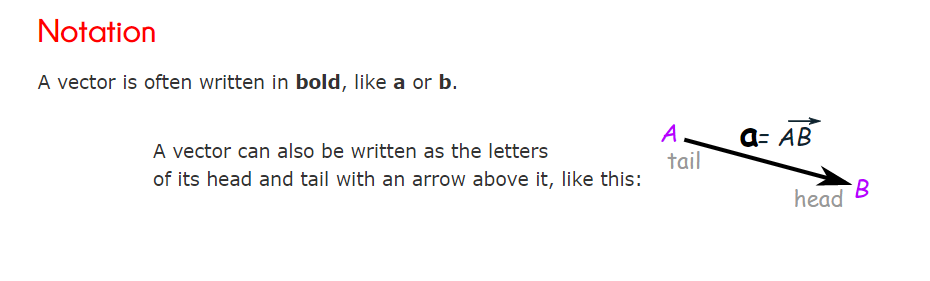 Notation
A vector is often written in bold, like a or b.
A vector can also be written as the letters
of its head and tail with an arrow above it, like this:
A a= AB
tail
head B